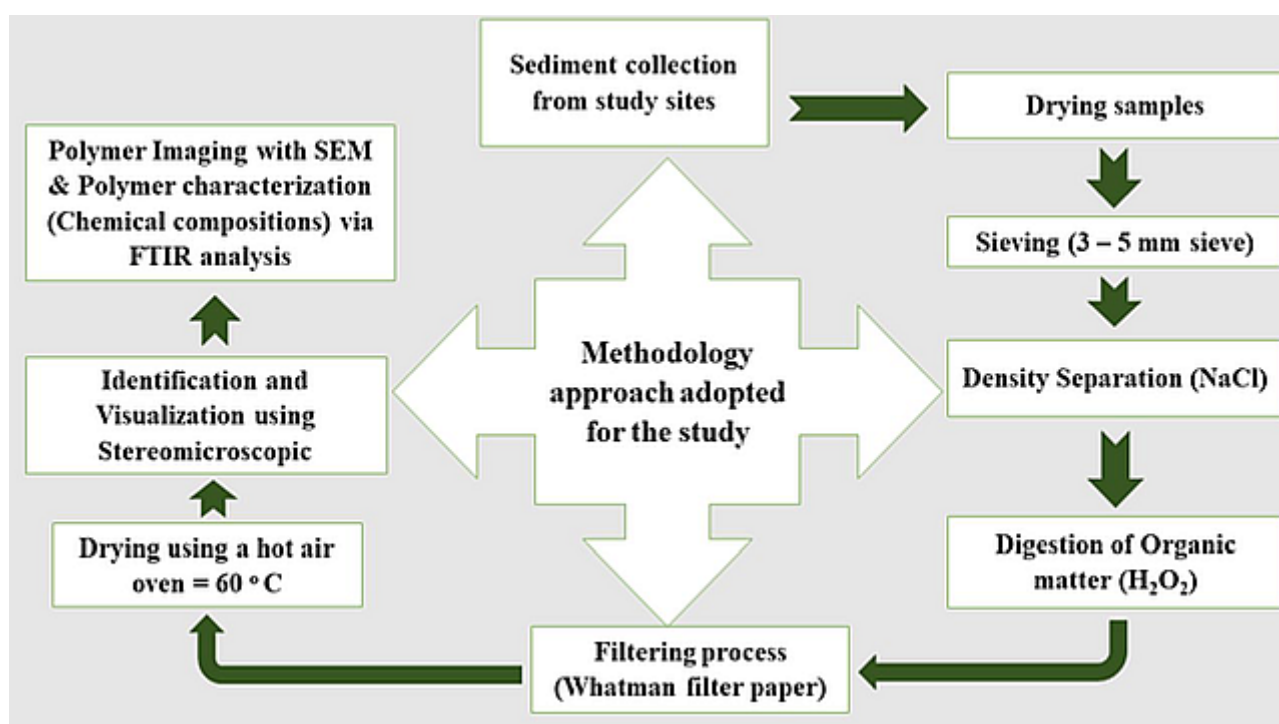 Sediment collection
from study sites
Drying samples
Sieving (3 – 5 mm sieve)
Density Separation (NaCl)
Digestion of Organic
matter (H₂O₂)
Filtering process
(Whatman filter paper)
Drying using a hot air
oven = 60 ° C
Identification and
Visualization using
Stereomicroscopic
Polymer Imaging with SEM
& Polymer characterization
(Chemical compositions) via
FTIR analysis
Methodology
approach adopted
for the study